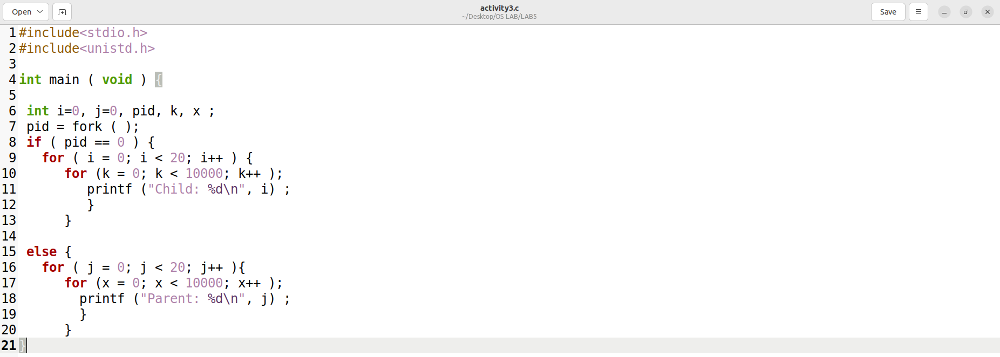 Open
activity3.c
~/Desktop/OS LAB/LAB5
Save
1 #include<stdio.h>
2 #include<unistd.h>
3
4 int main ( void ) {
5
6  int i=0, j=0, pid, k, x ;
7  pid = fork ( );
8  if ( pid == 0 ) {
9    for ( i = 0; i < 20; i++ ) {
10       for (k = 0; k < 10000; k++ );
11          printf ("Child: %d\n", i) ;
12          }
13       }
14
15  else {
16    for ( j = 0; j < 20; j++ ){
17       for (x = 0; x < 10000; x++ );
18         printf ("Parent: %d\n", j) ;
19         }
20       }
21 }